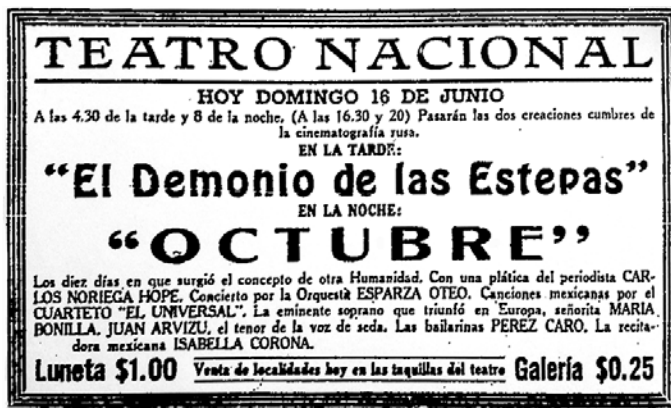 TEATRO NACIONAL
HOY DOMINGO 16 DE JUNIO
A las 4.30 de la tarde y 8 de la noche. (A las 16.30 y 20) Pasarán las dos creaciones cumbres de
la cinematografía rusa.
EN LA TARDE:
“El Demonio de las Estepas”
EN LA NOCHE:
“OCTUBRE”
Los diez días en que surgió el concepto de otra Humanidad. Con una plática del periodista CAR-
LOS NORIEGA HOPE. Concierto por la Orquesta ESPARZA OTEO. Canciones mexicanas por el
CUARTETO “EL UNIVERSAL”. La eminente soprano que triunfó en Europa, señorita MARIA
BONILLA. JUAN ARVIZU, el tenor de la voz de seda. Las bailarinas PEREZ CARO. La recita-
dora mexicana ISABELLA CORONA.
Luneta $1.00 Venta de localidades hoy en las taquillas del teatro Galería $0.25